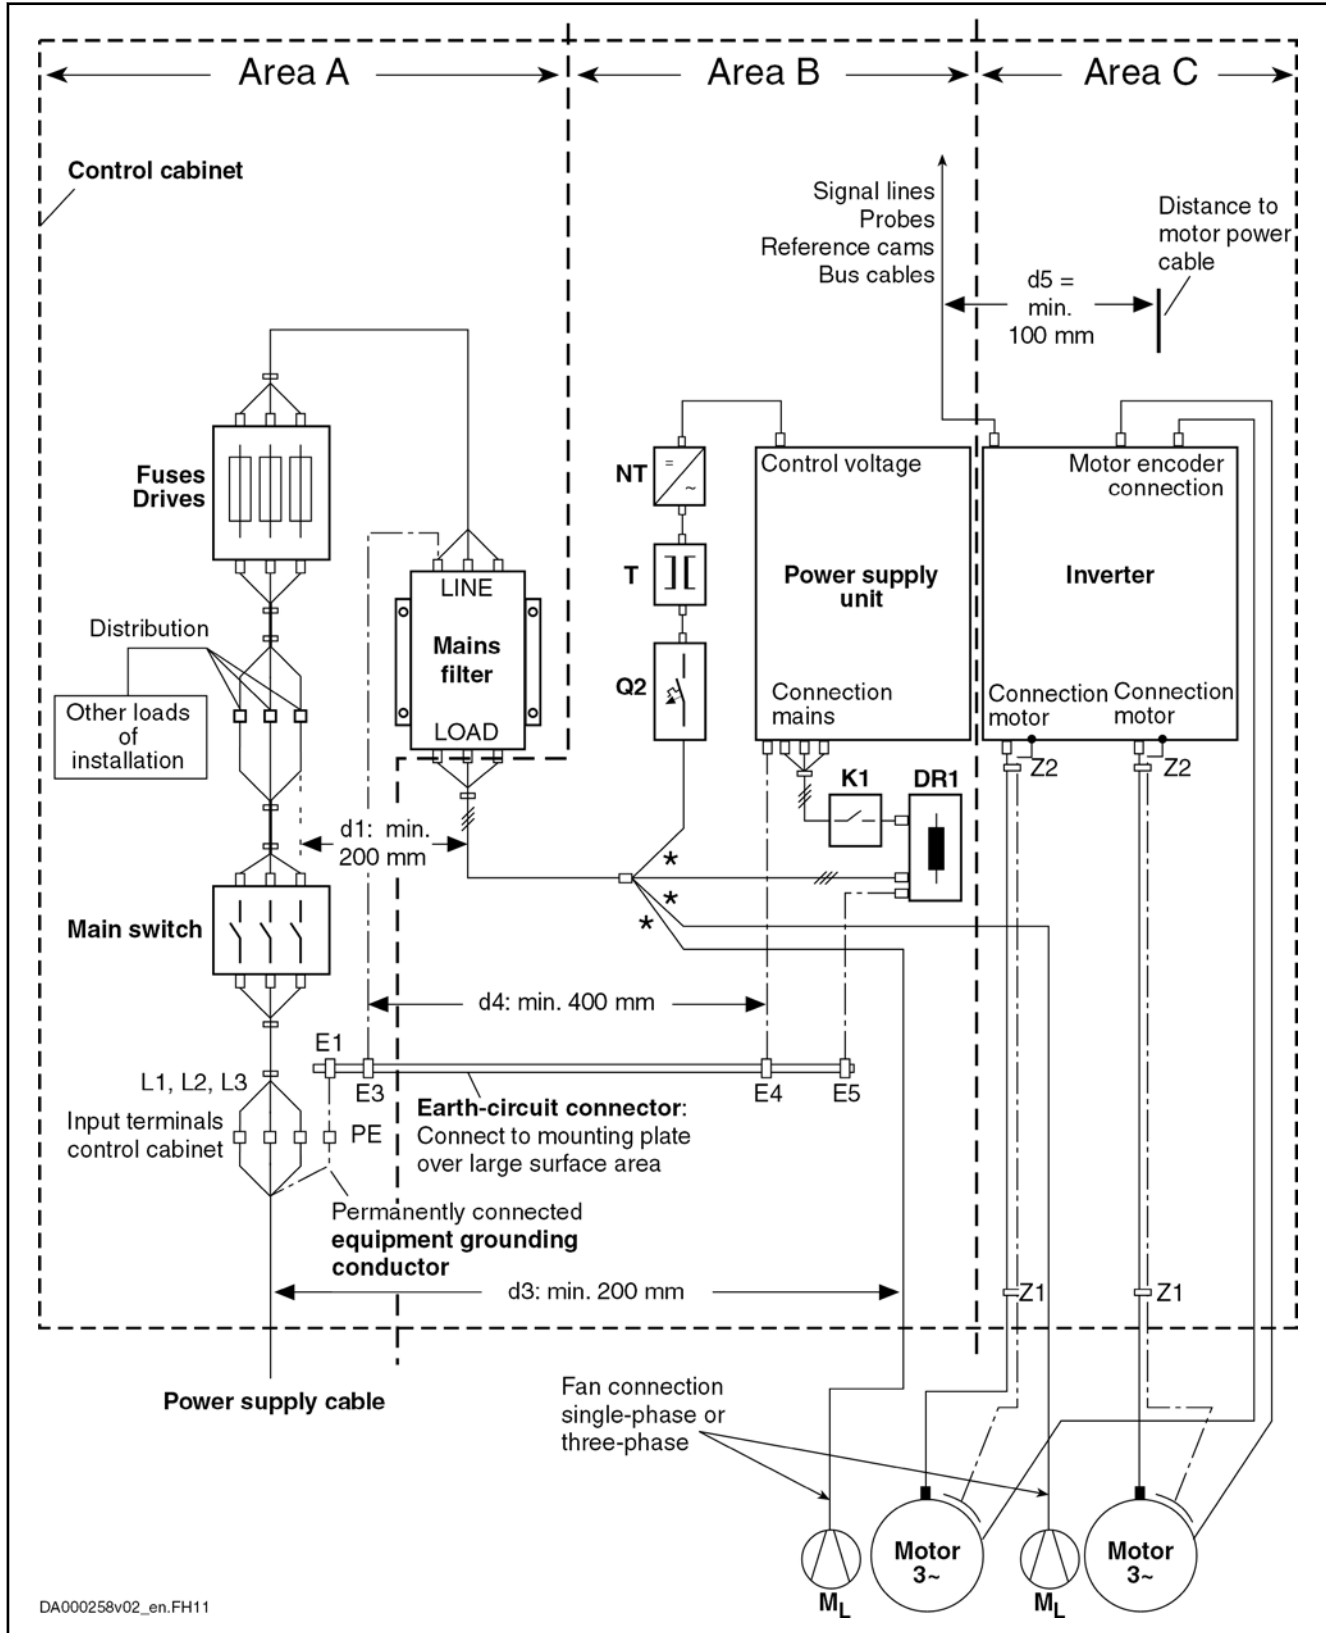 Area A
Area B
Area C
Control cabinet
Signal lines
Probes
Reference cams
Bus cables
Distance to
motor power
cable
d5 =
min.
100 mm
Fuses
Drives
NT
=
~
Control voltage
Motor encoder
connection
LINE
T
Power supply
unit
Inverter
Distribution
Mains
filter
Q2
Other loads
of
installation
LOAD
Connection
mains
Connection
motor
Connection
motor
Z2
Z2
K1
DR1
d1: min.
200 mm
*
*
*
Main switch
d4: min. 400 mm
E1
L1, L2, L3
E3
E4
E5
Input terminals
control cabinet
PE
Earth-circuit connector:
Connect to mounting plate
over large surface area
Permanently connected
equipment grounding
conductor
d3: min. 200 mm
Z1
Z1
Power supply cable
Fan connection
single-phase or
three-phase
Motor
3~
Motor
3~
ML
ML
DA000258v02_en.FH11